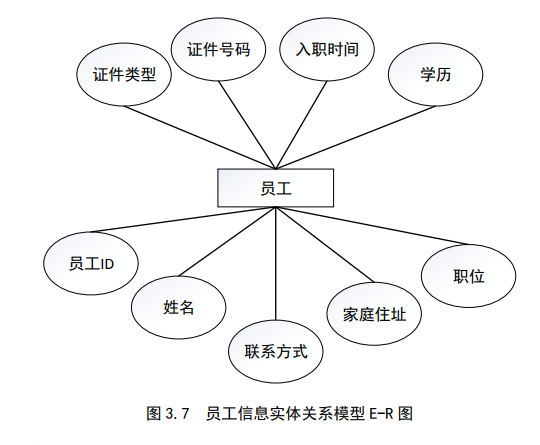 证件类型
证件号码
入职时间
学历
员工
员工ID
姓名
联系方式
家庭住址
职位
图 3.7 员工信息实体关系模型 E-R 图